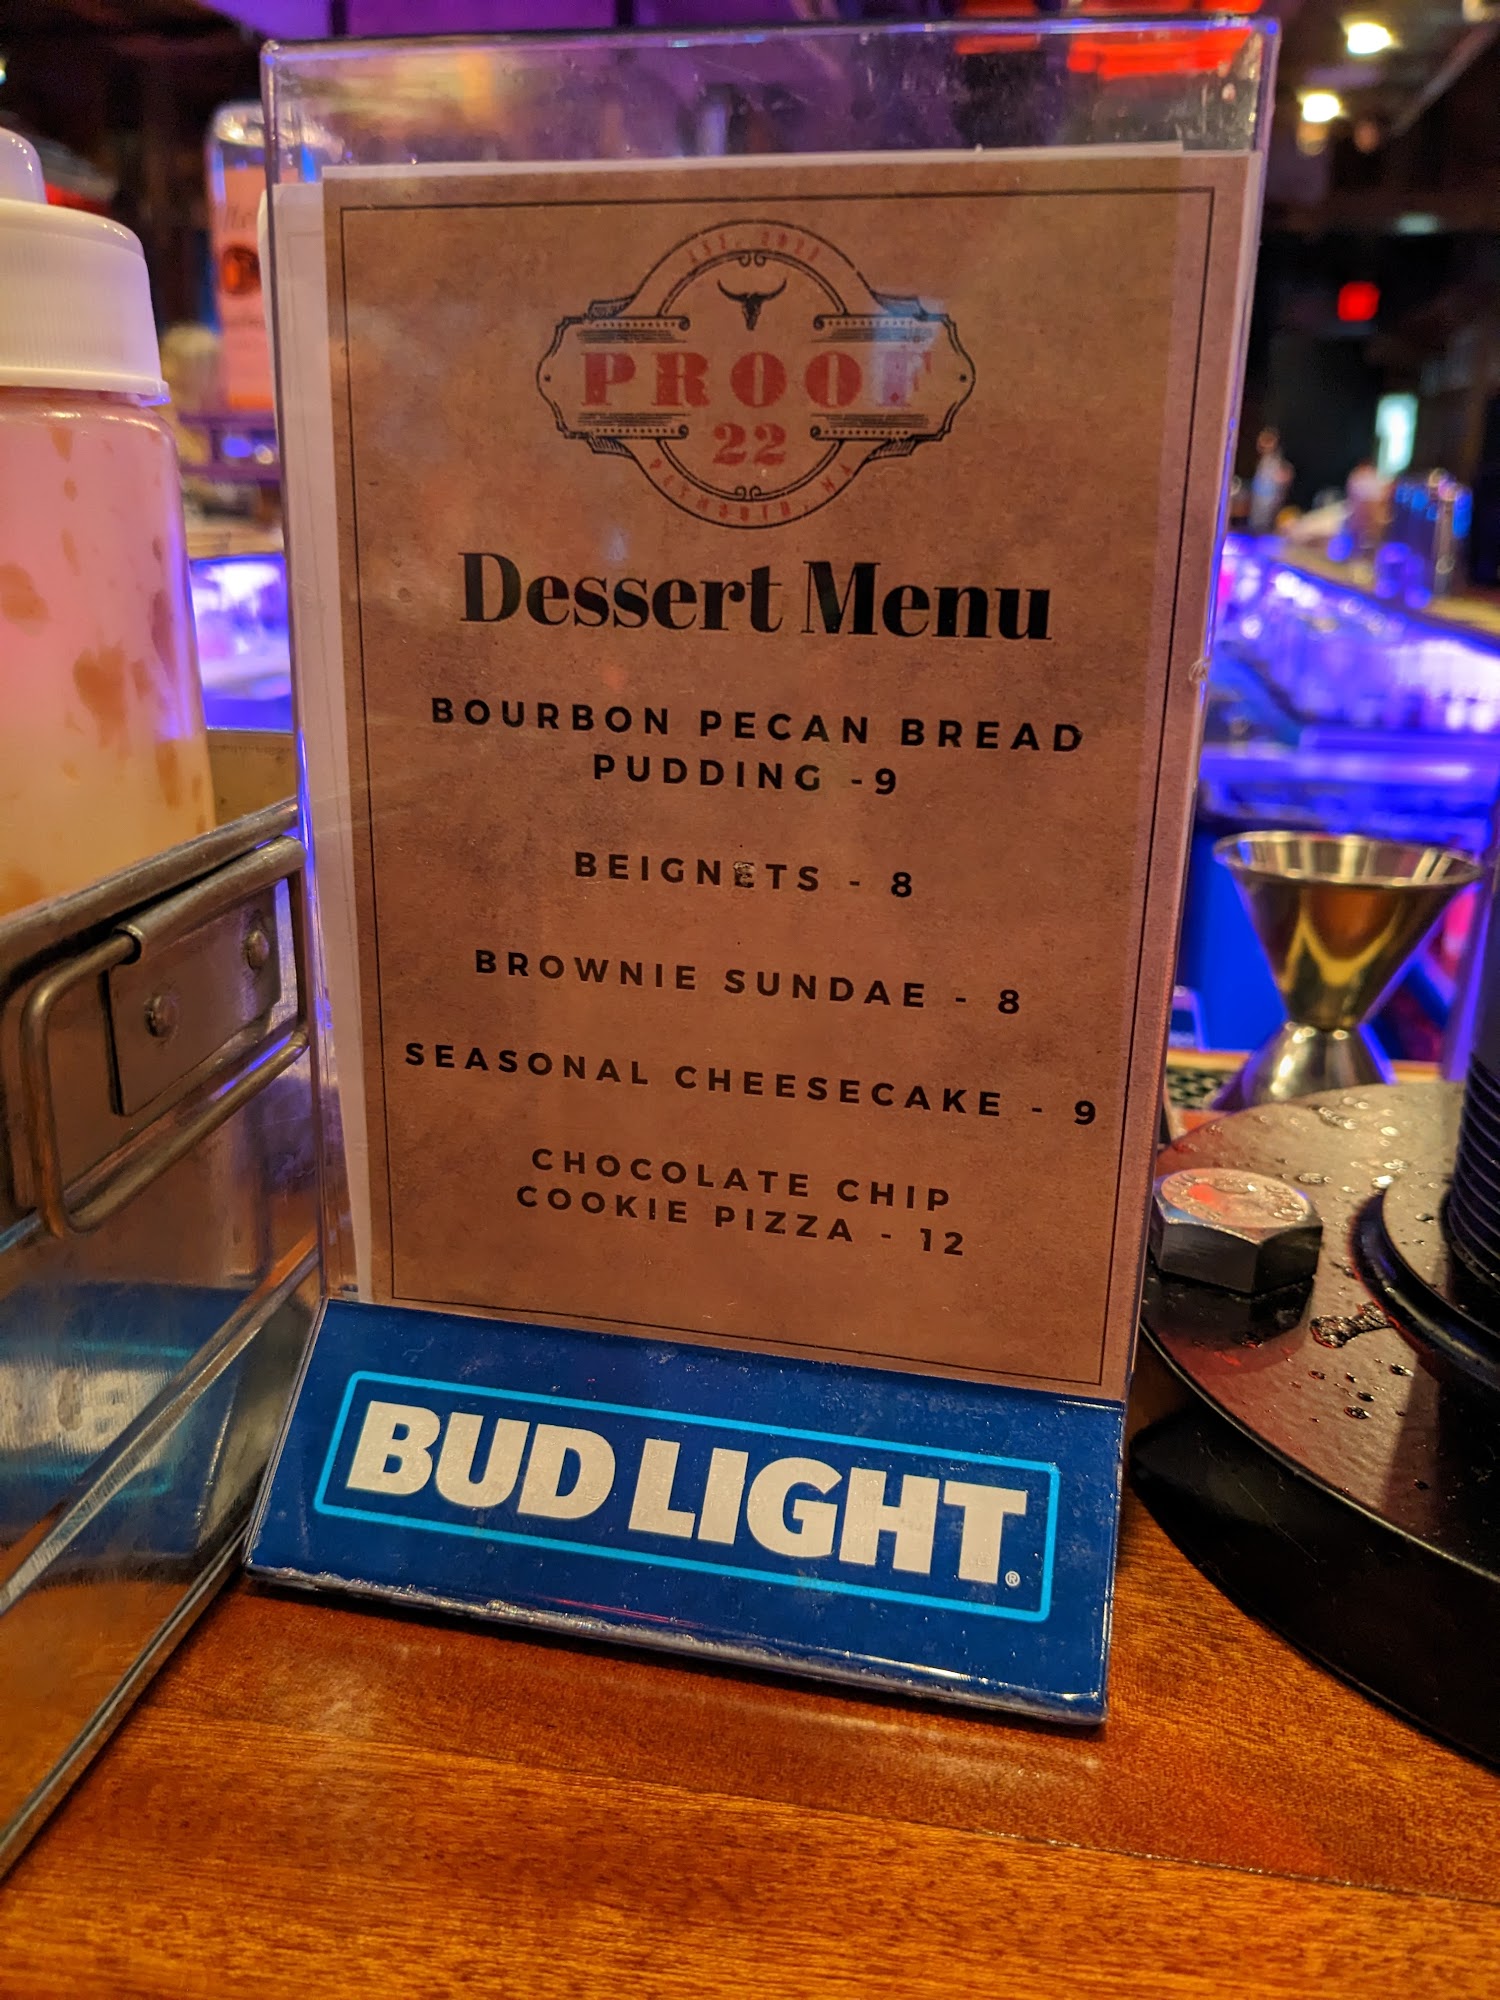 PROOF
22
Dessert Menu
BOURBON PECAN BREAD
PUDDING -9
BEIGNETS - 8
BROWNIE SUNDAE - 8
SEASONAL CHEESECAKE - 9
CHOCOLATE CHIP
COOKIE PIZZA - 12
BUD LIGHT®